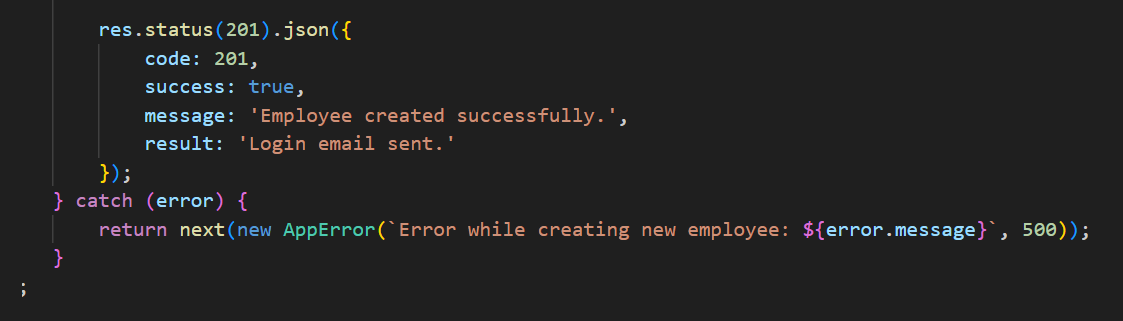 res.status(201).json({
code: 201,
success: true,
message: 'Employee created successfully.',
result: 'Login email sent.'
});
} catch (error) {
return next(new AppError(`Error while creating new employee: ${error.message}`, 500));
}
;